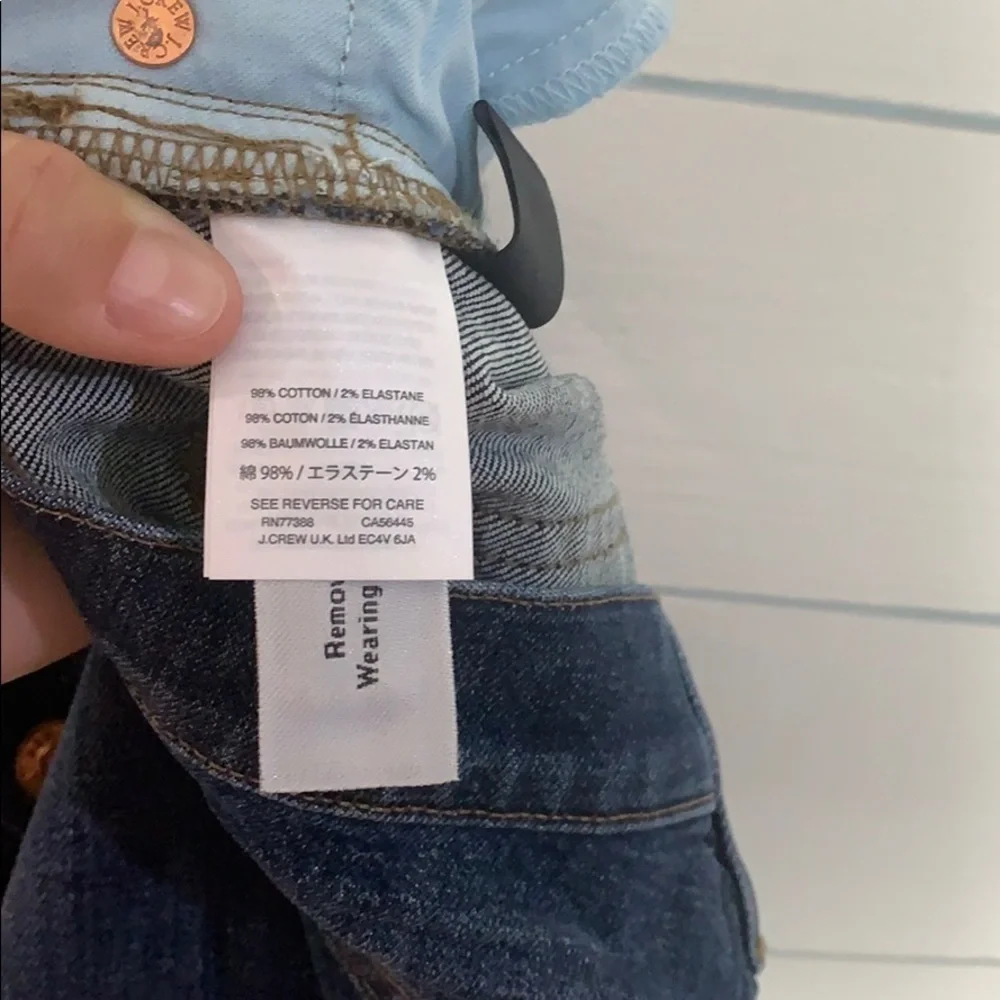 J.CREW J.CREW
98% COTTON / 2% ELASTANE
98% COTON / 2% ÉLASTHANNE
98% BAUMWOLLE / 2% ELASTAN
綿 98% / エラステーン 2%
SEE REVERSE FOR CARE
RN77388 CA56445
J.CREW U.K. Ltd EC4V 6JA
Remov
Wearing